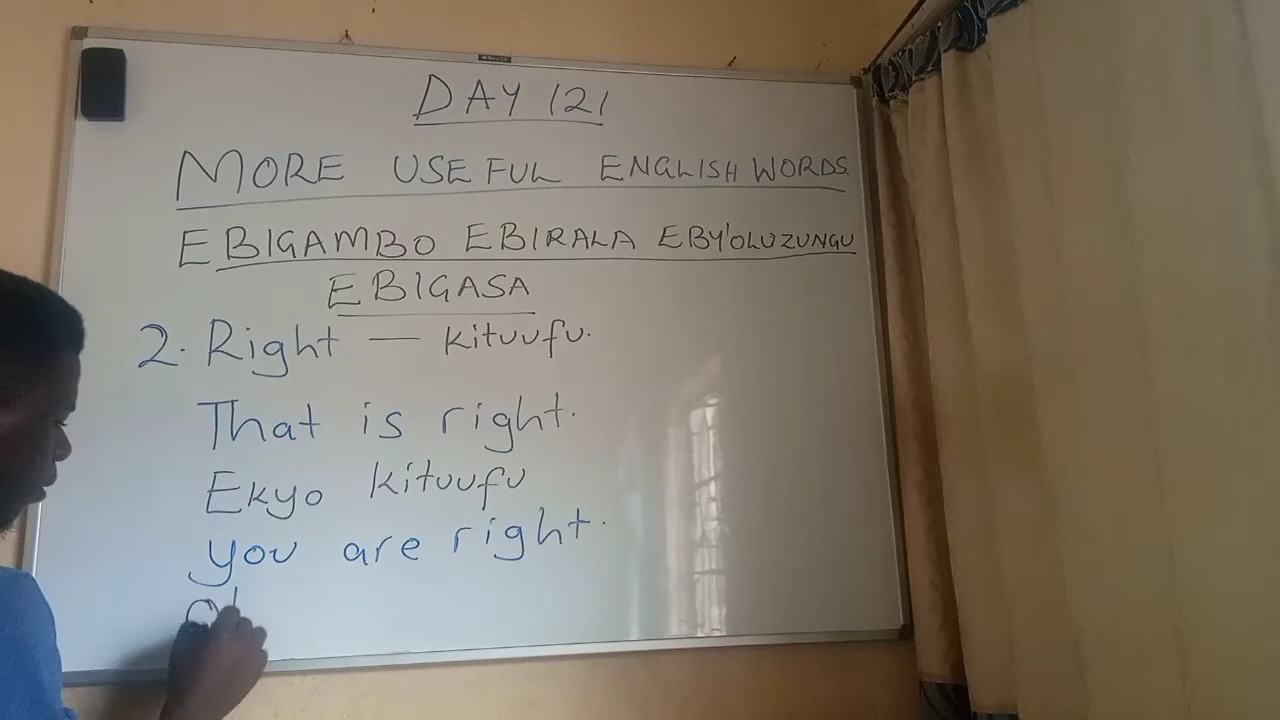 DAY 121
MORE USEFUL ENGLISH WORDS.
EBIGAMBO EBIRALA EBY'OLUZUNGU
EBIGASA
2. Right — kituufu.
That is right.
Ekyo kituufu
you are right.